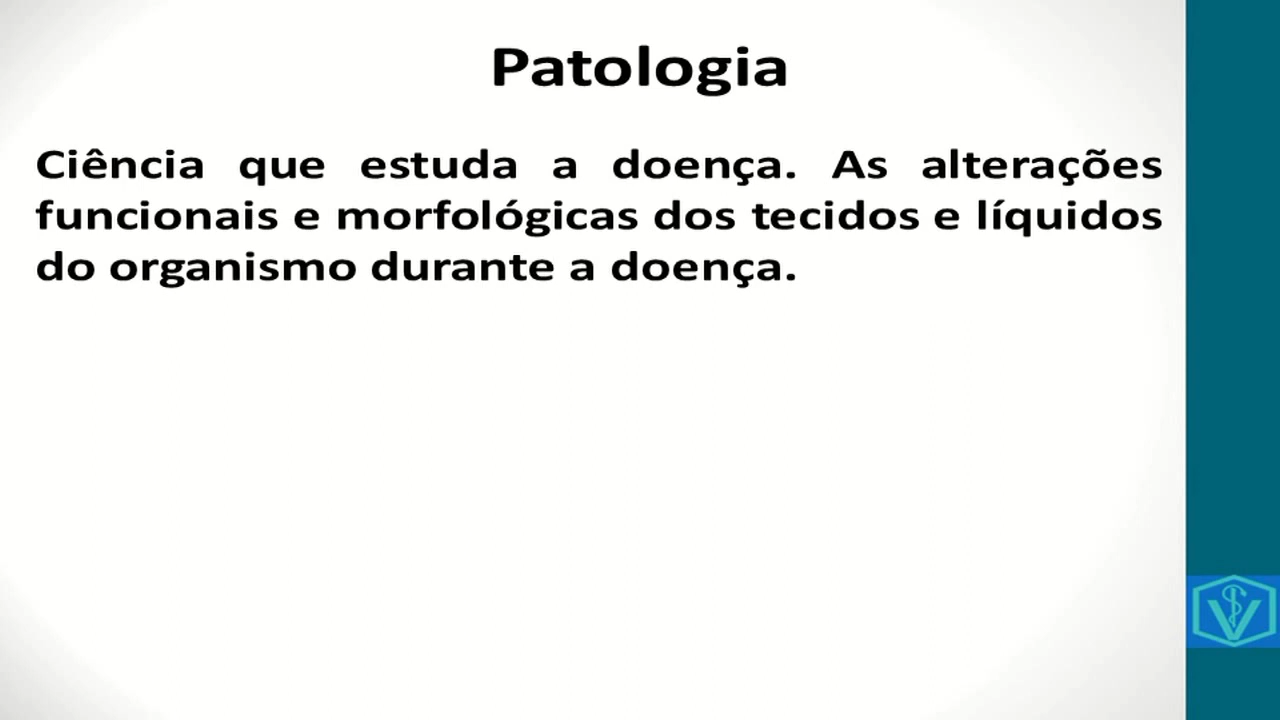 Patologia
Ciência que estuda a doença. As alterações
funcionais e morfológicas dos tecidos e líquidos
do organismo durante a doença.